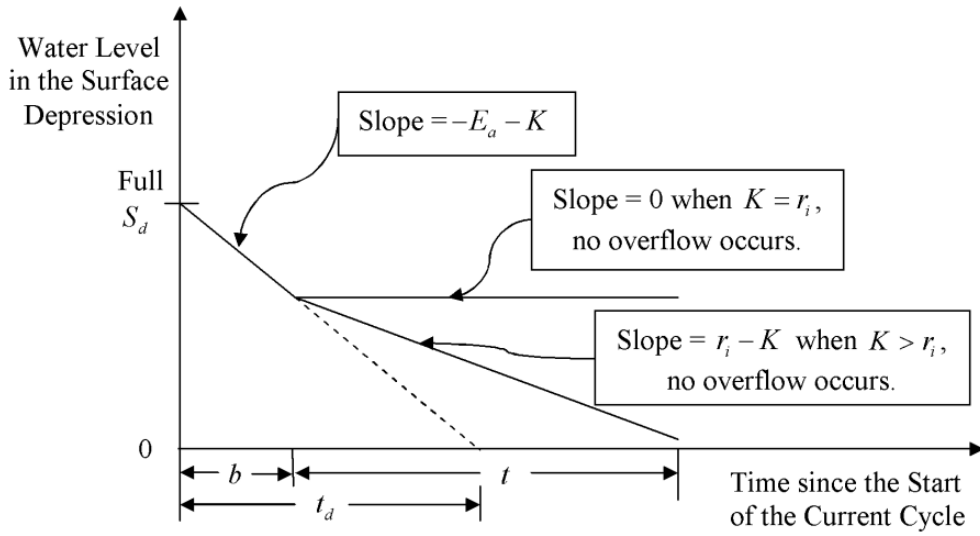 Water Level
in the Surface
Depression
Slope = −E_a − K
Full
S_d
Slope = 0 when K = r_i,
no overflow occurs.
Slope = r_i − K when K > r_i,
no overflow occurs.
0
b
t
t_d
Time since the Start
of the Current Cycle